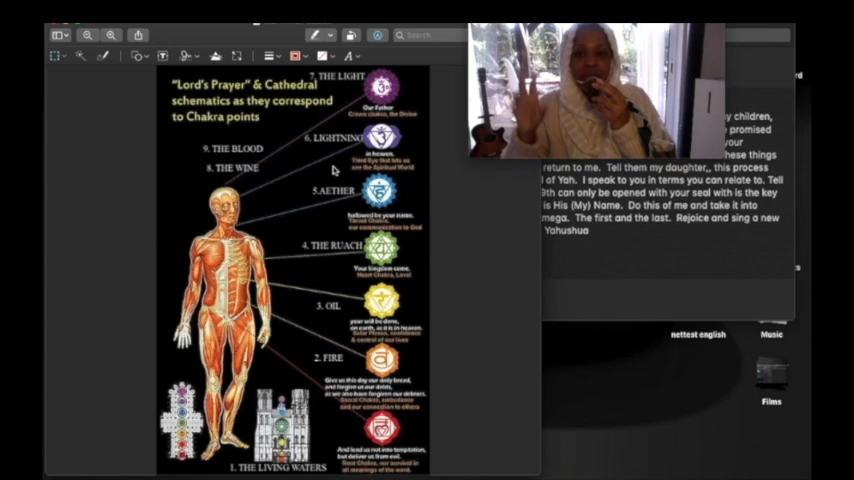 Search
"Lord's Prayer" & Cathedral
schematics as they correspond
to Chakra points
7. THE LIGHT
Our Father
Crown chakra, the Divine
6. LIGHTNING
in heaven.
Third Eye that lets us
see the Spiritual World
9. THE BLOOD
8. THE WINE
5.AETHER
hallowed be your name.
Throat Chakra,
our communication to God
4. THE RUACH
Your kingdom come,
Heart Chakra, Love!
3. OIL
your will be done,
on earth, as it is in heaven.
Solar Plexus, confidence
& control of our lives
2. FIRE
Give us this day our daily bread,
and forgive us our debts,
as we also have forgiven our debtors.
Sacral Chakra, abundance
and our connection to others
And lead us not into temptation,
but deliver us from evil.
Root Chakra, our survival in
all meanings of the word.
1. THE LIVING WATERS
y children,
promised
your
hese things
return to me. Tell them my daughter,, this process
l of Yah. I speak to you in terms you can relate to. Tell
9th can only be opened with your seal with is the key
is His (My) Name. Do this of me and take it into
mega. The first and the last. Rejoice and sing a new
Yahushua
rd
ts
nettest english
Music
Films
s